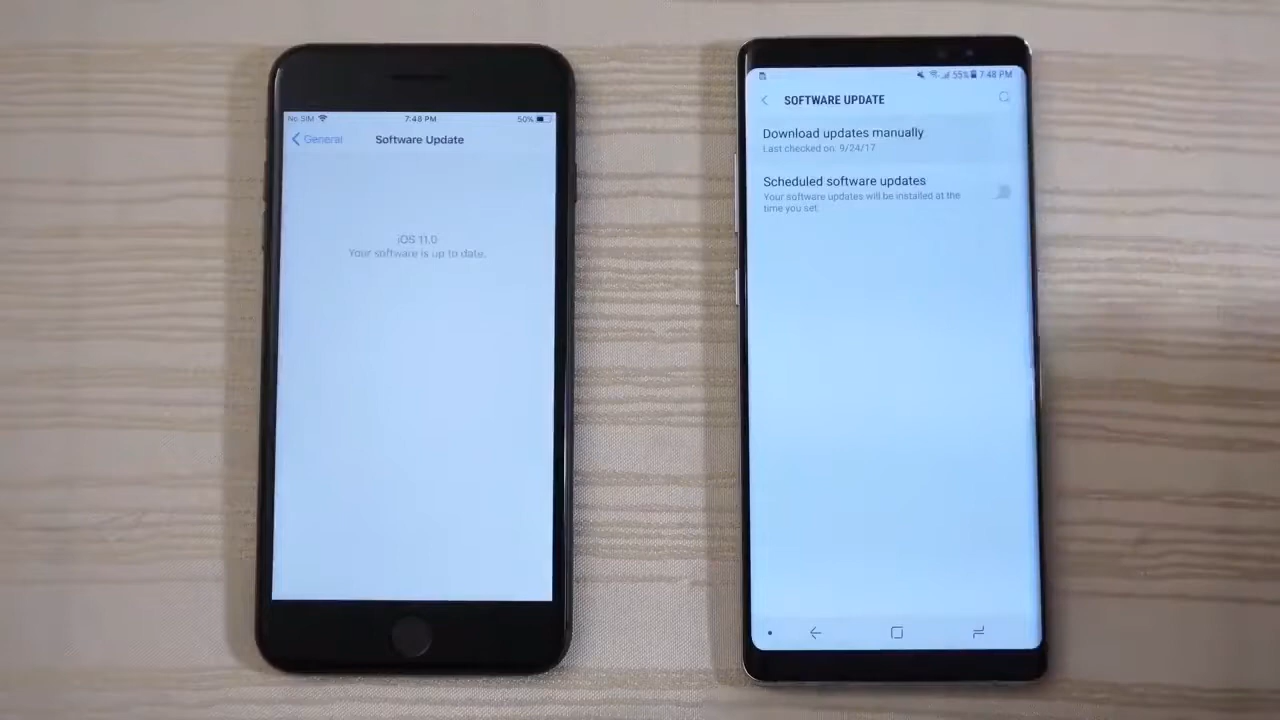 No SIM 7:48 PM 50%
General Software Update
iOS 11.0
Your software is up to date.
55% 7:48 PM
SOFTWARE UPDATE
Download updates manually
Last checked on: 9/24/17
Scheduled software updates
Your software updates will be installed at the
time you set.